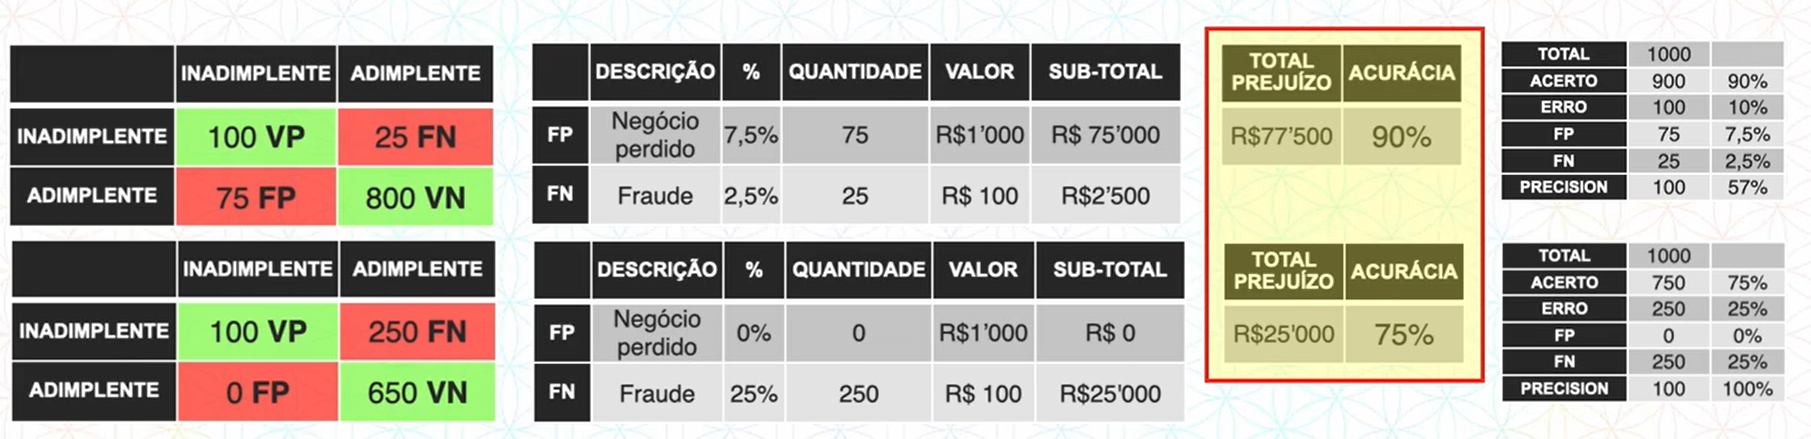 INADIMPLENTE ADIMPLENTE
INADIMPLENTE 100 VP 25 FN
ADIMPLENTE 75 FP 800 VN
DESCRIÇÃO % QUANTIDADE VALOR SUB-TOTAL
FP Negócio perdido 7,5% 75 R$1’000 R$ 75’000
FN Fraude 2,5% 25 R$ 100 R$2’500
TOTAL PREJUÍZO ACURÁCIA
R$77’500 90%
TOTAL 1000
ACERTO 900 90%
ERRO 100 10%
FP 75 7,5%
FN 25 2,5%
PRECISION 100 57%
INADIMPLENTE ADIMPLENTE
INADIMPLENTE 100 VP 250 FN
ADIMPLENTE 0 FP 650 VN
DESCRIÇÃO % QUANTIDADE VALOR SUB-TOTAL
FP Negócio perdido 0% 0 R$1’000 R$ 0
FN Fraude 25% 250 R$ 100 R$25'000
TOTAL PREJUÍZO ACURÁCIA
R$25'000 75%
TOTAL 1000
ACERTO 750 75%
ERRO 250 25%
FP 0 0%
FN 250 25%
PRECISION 100 100%